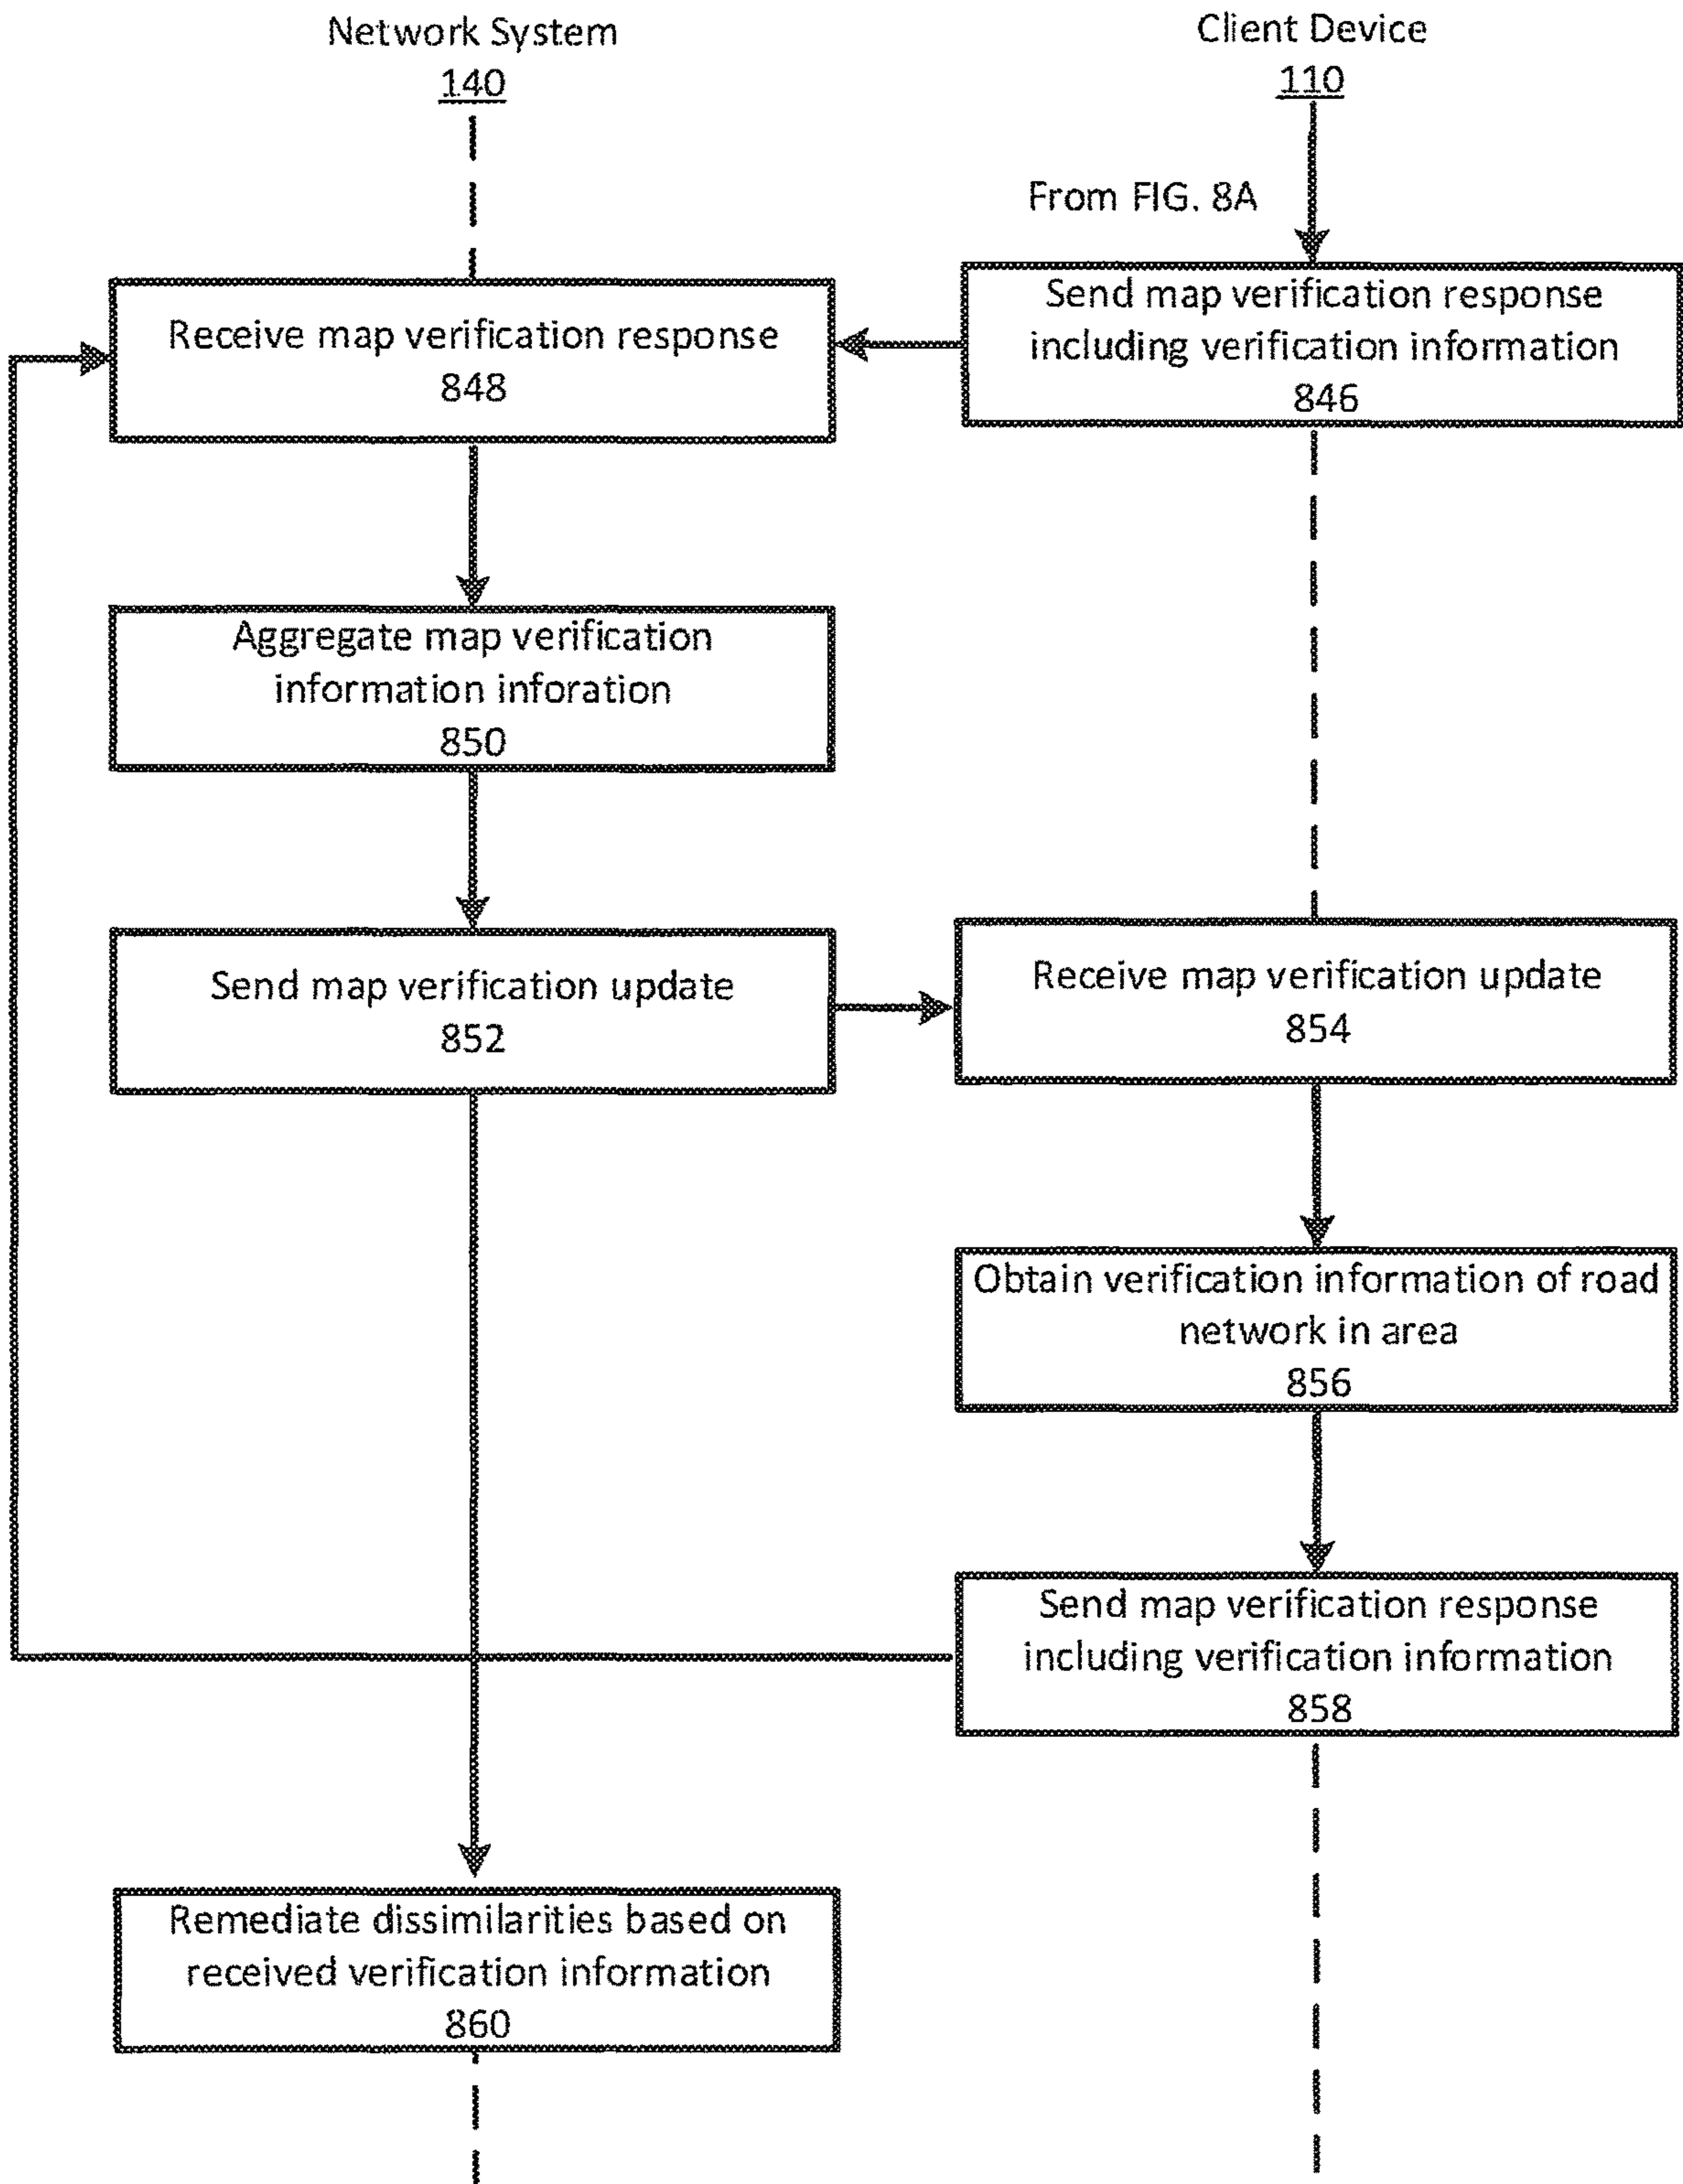 Network System
140
Client Device
110
From FIG. 8A
Send map verification response
including verification information
846
Receive map verification response
848
Aggregate map verification
information inforation
850
Send map verification update
852
Receive map verification update
854
Obtain verification information of road
network in area
856
Send map verification response
including verification information
858
Remediate dissimilarities based on
received verification information
860